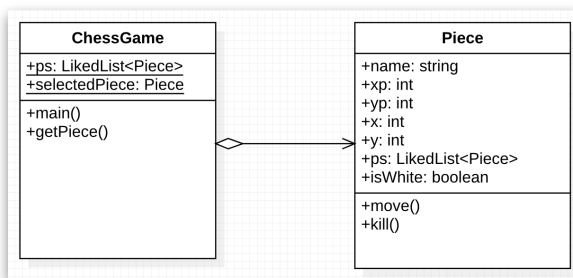 ChessGame
+ps: LikedList<Piece>
+selectedPiece: Piece
+main()
+getPiece()
Piece
+name: string
+xp: int
+yp: int
+x: int
+y: int
+ps: LikedList<Piece>
+isWhite: boolean
+move()
+kill()